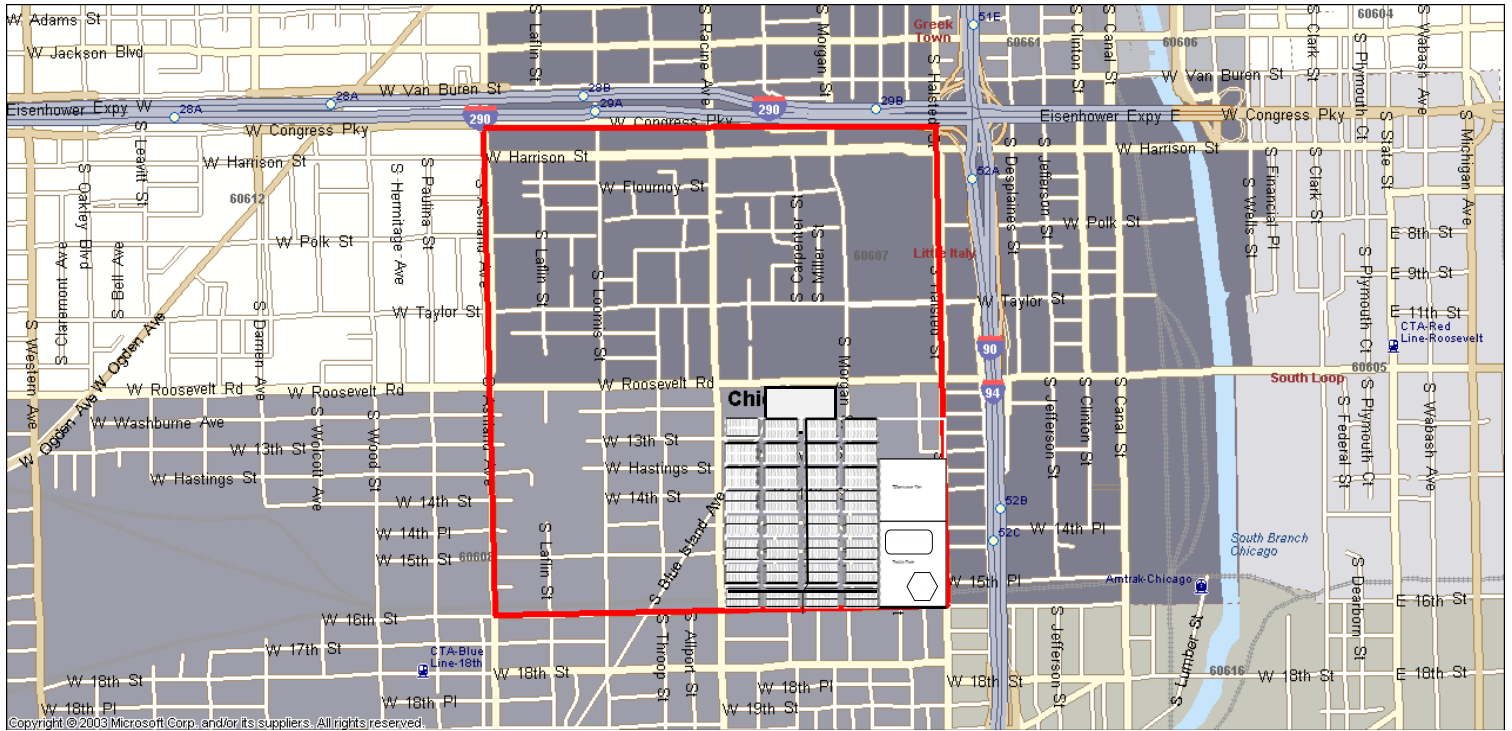 W Adams St
S Laflin St
S Racine Ave
S Morgan St
Greek
Town
51E
60661
S Clinton St
S Canal St
60606
S Clark St
60604
S Plymouth Ct
S Wabash Ave
W Jackson Blvd
S Halsted St
W Van Buren St
W Van Buren St
28B
28A
28A
29A
29B
Eisenhower Expy W
290
290
Eisenhower Expy E
W Congress Pky
W Congress Pky
W Congress Pky
S State St
S Michigan Ave
S Leavitt St
W Harrison St
W Harrison St
W Harrison St
S Oakley Blvd
60612
S Hermitage Ave
S Paulina St
S Ashland Ave
W Flournoy St
52A
S Desplaines St
S Jefferson St
S Wells St
S Financial Pl
S Clark St
W Polk St
W Polk St
S Laflin St
S Carpenter St
S Miller St
60607
Little Italy
E 8th St
S Claremont Ave
S Bell Ave
S Loomis St
S Halsted St
S Plymouth Ct
E 9th St
S Damen Ave
W Taylor St
W Taylor St
E 11th St
CTA-Red
Line-Roosevelt
S Western Ave
W Ogden Ave
W Ogden Ave
S Morgan
90
60605
South Loop
W Roosevelt Rd
W Roosevelt Rd
W Roosevelt Rd
Chi
94
S Ashland Ave
S Wolcott Ave
S Wood St
W Washburne Ave
W 13th St
W 13th St
W Hastings St
W Hastings St
S Jefferson St
S Clinton St
S Canal St
S Federal St
S Plymouth Ct
S Wabash Ave
W 14th St
W 14th St
S Blue Island Ave
52B
W 14th Pl
W 14th Pl
52C
W 15th St
60608
S Laflin St
South Branch
Chicago
W 15th Pl
Amtrak-Chicago
S Dearborn St
E 16th St
W 16th St
S Throop St
S Allport St
S Jefferson St
S Lumber St
W 17th St
CTA-Blue
Line-18th
W 18th St
W 18th St
W 18th St
60616
W 18th St
E 18th St
W 18th Pl
W 18th Pl
W 19th St
Copyright © 2003 Microsoft Corp. and/or its suppliers. All rights reserved.